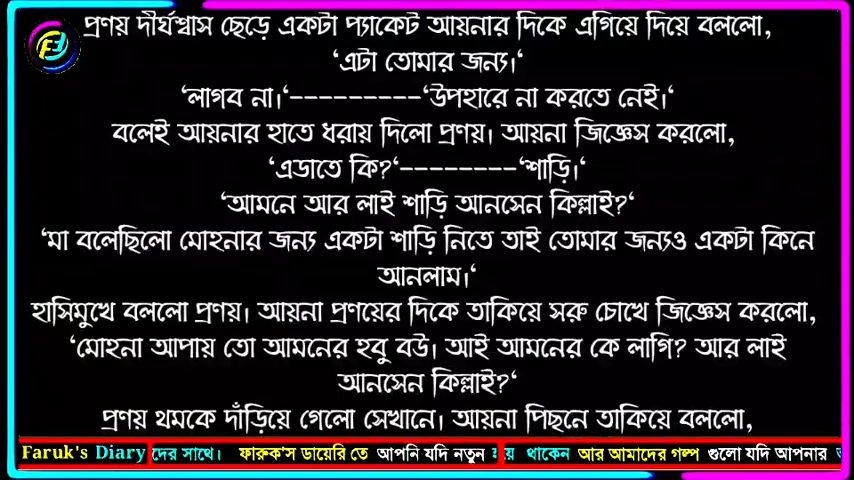 প্রণয় দীর্ঘশ্বাস ছেড়ে একটা প্যাকেট আয়নার দিকে এগিয়ে দিয়ে বললো,
‘এটা তোমার জন্য।‘
‘লাগব না।‘---------‘উপহারে না করতে নেই।‘
বলেই আয়নার হাতে ধরায় দিলো প্রণয়। আয়না জিজ্ঞেস করলো,
‘এডাতে কি?‘--------‘শাড়ি।‘
‘আমনে আর লাই শাড়ি আনসেন কিল্লাই?‘
‘মা বলেছিলো মোহনার জন্য একটা শাড়ি নিতে তাই তোমার জন্যও একটা কিনে
আনলাম।‘
হাসিমুখে বললো প্রণয়। আয়না প্রণয়ের দিকে তাকিয়ে সরু চোখে জিজ্ঞেস করলো,
‘মোহনা আপায় তো আমনের হবু বউ। আই আমনের কে লাগি? আর লাই
আনসেন কিল্লাই?‘
প্রণয় থমকে দাঁড়িয়ে গেলো সেখানে। আয়না পিছনে তাকিয়ে বললো,
Faruk's Diary দের সাথে। ফারুক'স ডায়েরি তে আপনি যদি নতুন থাকেন আর আমাদের গল্প গুলো যদি আপনার